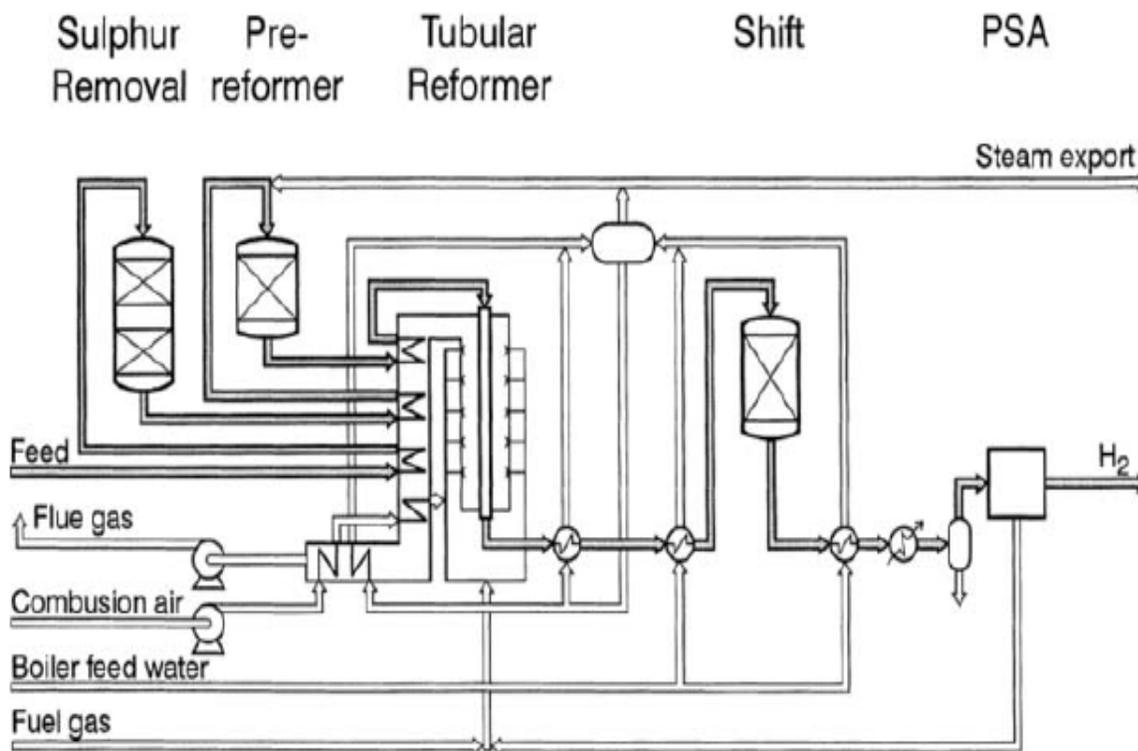 Sulphur
Removal
Pre-
reformer
Tubular
Reformer
Shift
PSA
Steam export
Feed
H2
Flue gas
Combusion air
Boiler feed water
Fuel gas